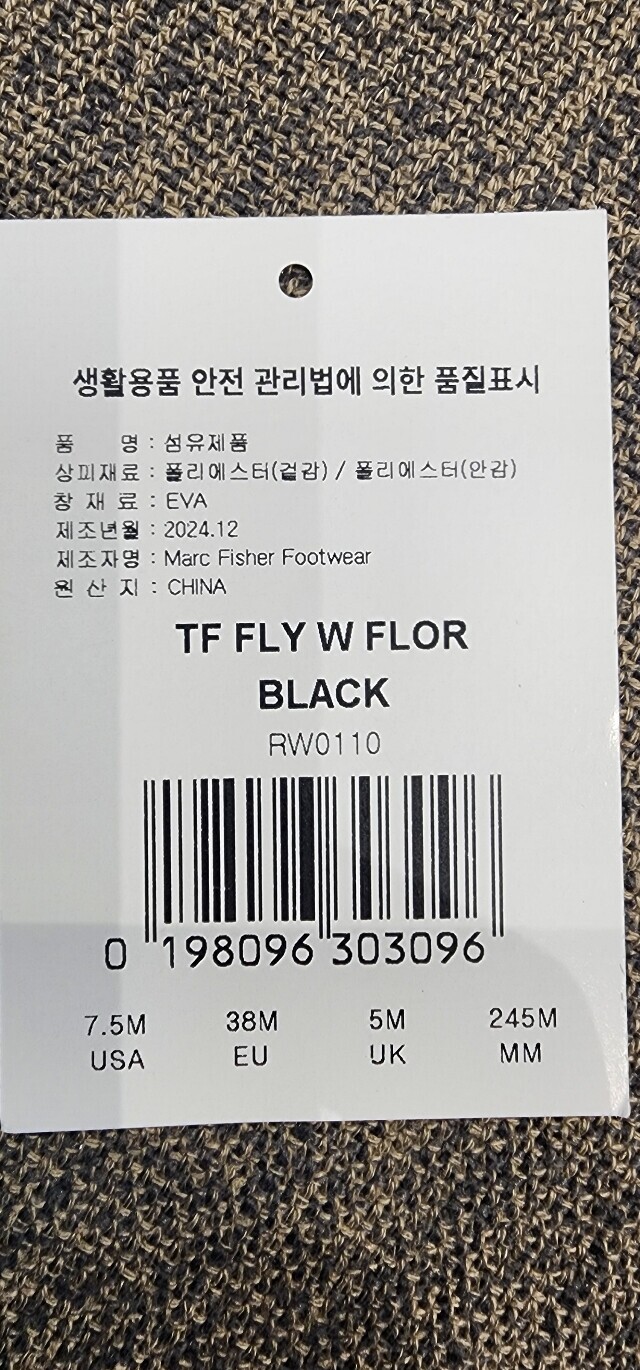 생활용품 안전 관리법에 의한 품질표시
품 명 : 섬유제품
상피재료 : 폴리에스터(겉감) / 폴리에스터(안감)
창 재 료 : EVA
제조년월 : 2024.12
제조자명 : Marc Fisher Footwear
원 산 지 : CHINA
TF FLY W FLOR
BLACK
RW0110
0 198096 303096
7.5M 38M 5M 245M
USA EU UK MM